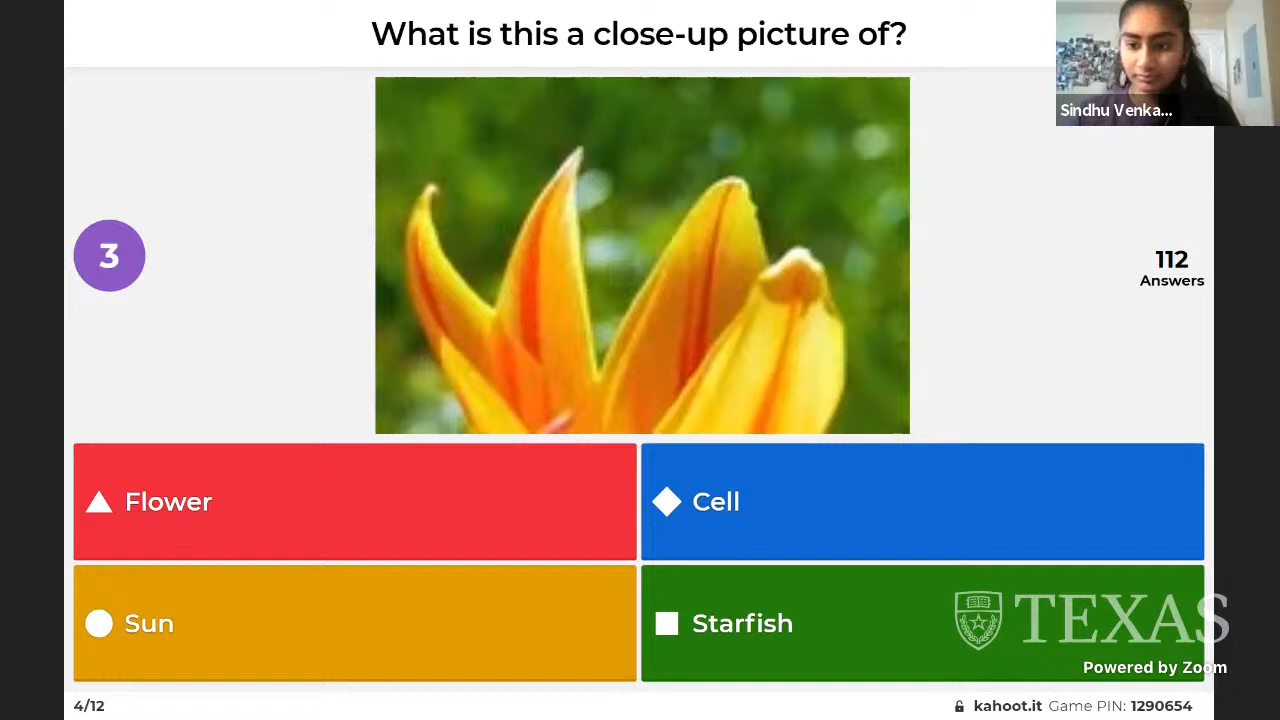 What is this a close-up picture of?
Sindhu Venka...
3
112
Answers
Flower
Cell
Sun
Starfish
TEXAS
Powered by Zoom
4/12
kahoot.it Game PIN: 1290654